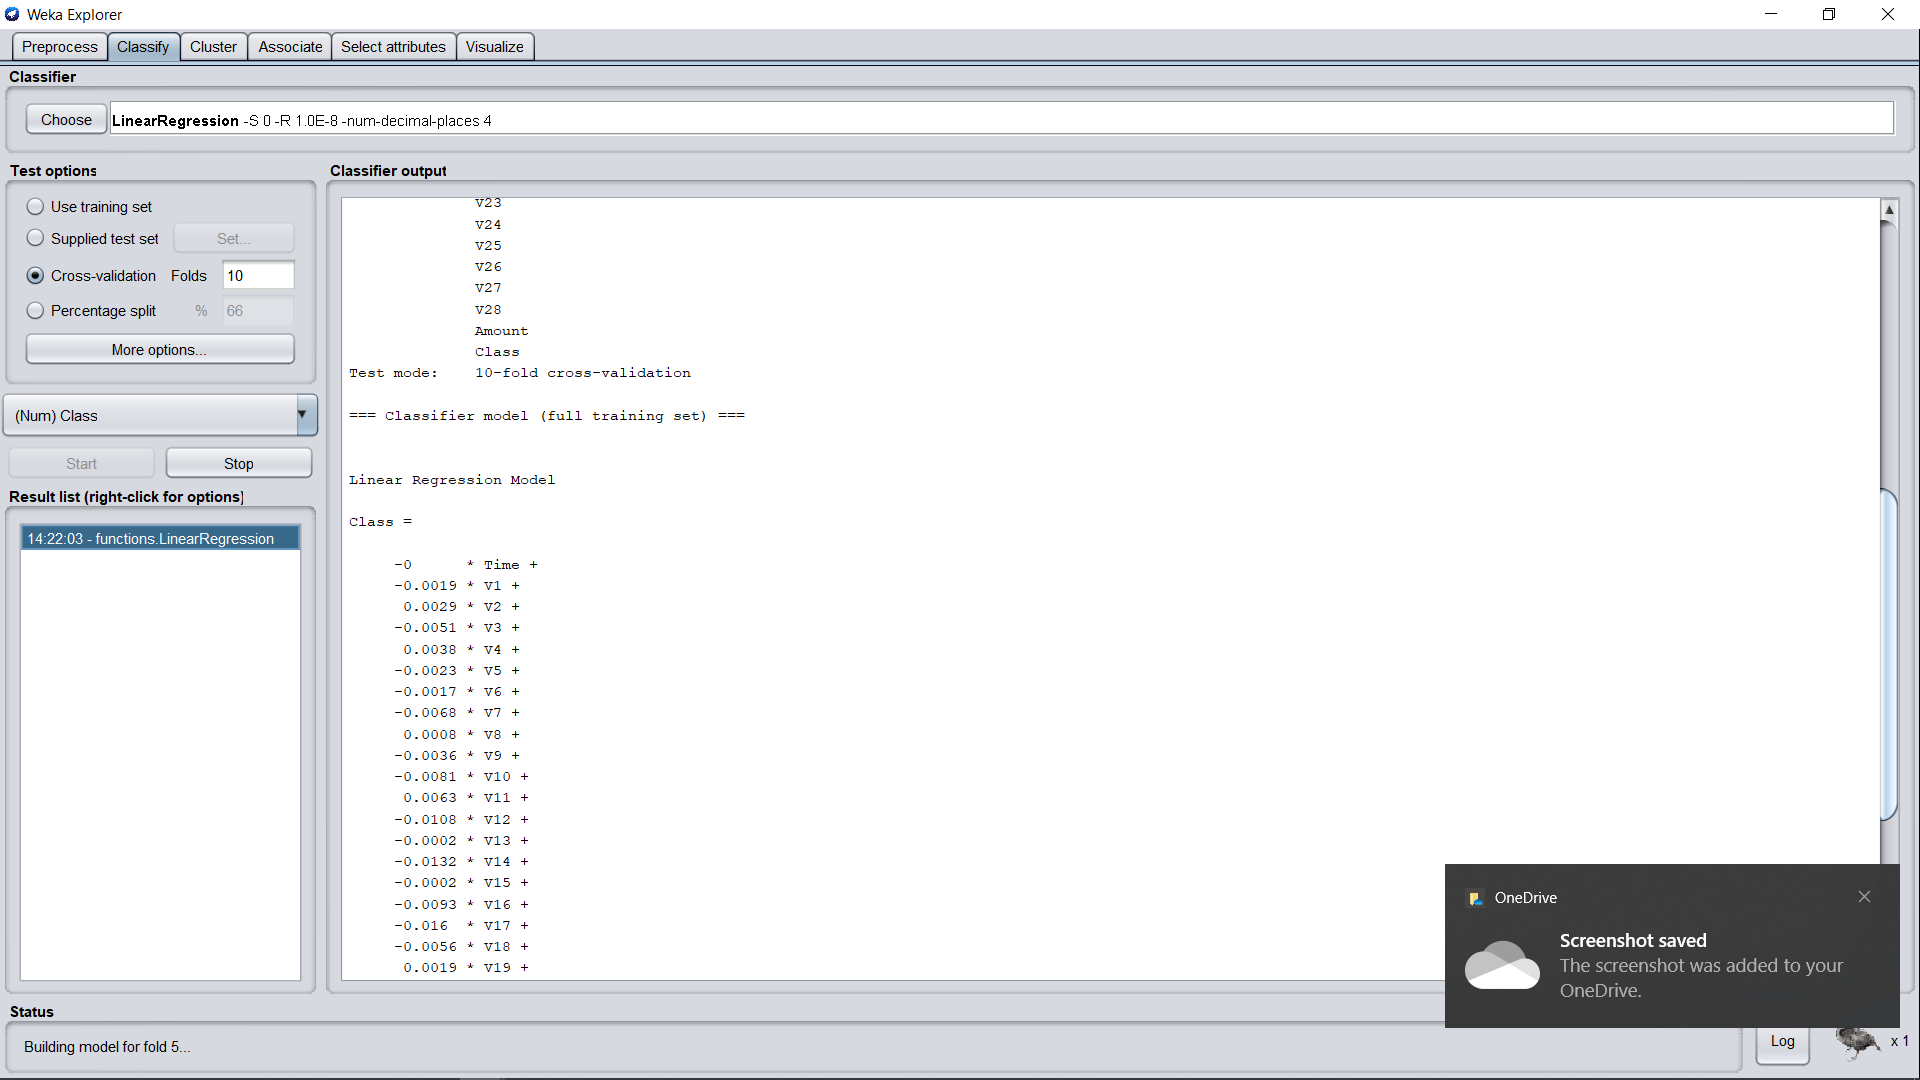 Weka Explorer
Preprocess Classify Cluster Associate Select attributes Visualize
Classifier
Choose LinearRegression -S 0 -R 1.0E-8 -num-decimal-places 4
Test options
Use training set
Supplied test set Set...
Cross-validation Folds 10
Percentage split % 66
More options...
(Num) Class
Start Stop
Result list (right-click for options)
14:22:03 - functions.LinearRegression
Classifier output
V23
V24
V25
V26
V27
V28
Amount
Class
Test mode: 10-fold cross-validation
=== Classifier model (full training set) ===
Linear Regression Model
Class =
-0 * Time +
-0.0019 * V1 +
0.0029 * V2 +
-0.0051 * V3 +
0.0038 * V4 +
-0.0023 * V5 +
-0.0017 * V6 +
-0.0068 * V7 +
0.0008 * V8 +
-0.0036 * V9 +
-0.0081 * V10 +
0.0063 * V11 +
-0.0108 * V12 +
-0.0002 * V13 +
-0.0132 * V14 +
-0.0002 * V15 +
-0.0093 * V16 +
-0.016 * V17 +
-0.0056 * V18 +
0.0019 * V19 +
OneDrive
Screenshot saved
The screenshot was added to your
OneDrive.
Status
Building model for fold 5...
Log x 1